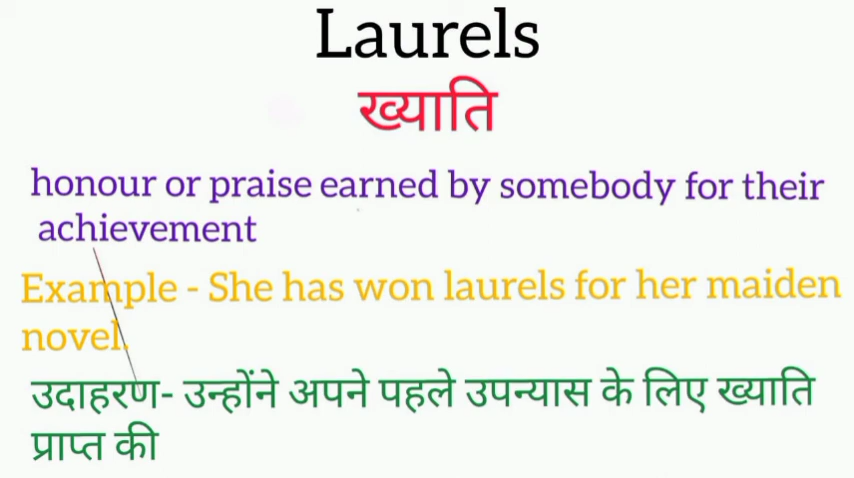 Laurels
ख्याति
honour or praise earned by somebody for their
achievement
Example - She has won laurels for her maiden
novel.
उदाहरण- उन्होंने अपने पहले उपन्यास के लिए ख्याति
प्राप्त की